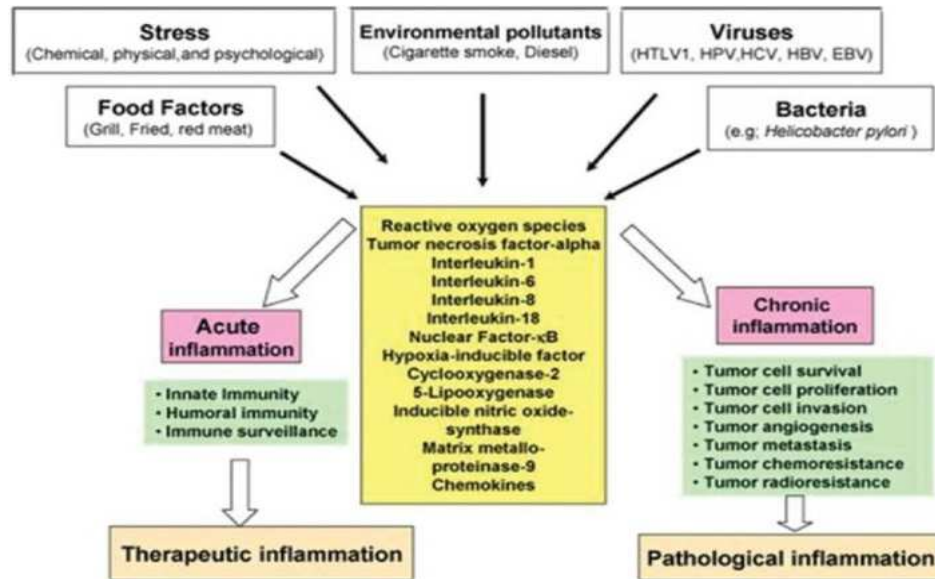 Stress
(Chemical, physical,and psychological)
Environmental pollutants
(Cigarette smoke, Diesel)
Viruses
(HTLV1, HPV,HCV, HBV, EBV)
Food Factors
(Grill, Fried, red meat)
Bacteria
(e.g; Helicobacter pylori )
Reactive oxygen species
Tumor necrosis factor-alpha
Interleukin-1
Interleukin-6
Interleukin-8
Interleukin-18
Nuclear Factor-κB
Hypoxia-inducible factor
Cyclooxygenase-2
5-Lipooxygenase
Inducible nitric oxide-
synthase
Matrix metallo-
proteinase-9
Chemokines
Acute
inflammation
• Innate Immunity
• Humoral immunity
• Immune surveillance
Therapeutic inflammation
Chronic
inflammation
• Tumor cell survival
• Tumor cell proliferation
• Tumor cell invasion
• Tumor angiogenesis
• Tumor metastasis
• Tumor chemoresistance
• Tumor radioresistance
Pathological inflammation